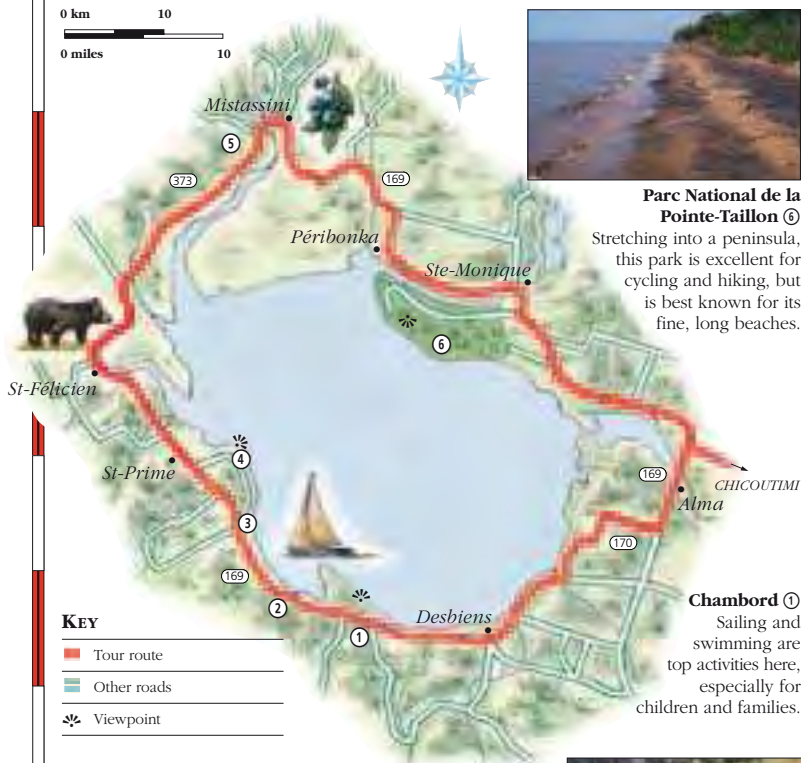 0 km 10
0 miles 10
Mistassini
5
373
169
Parc National de la
Pointe-Taillon ⑥
Stretching into a peninsula,
this park is excellent for
cycling and hiking, but
is best known for its
fine, long beaches.
Péribonka
Ste-Monique
6
St-Félicien
4
St-Prime
3
169
CHICOUTIMI
Alma
170
169
2
1
Desbiens
Chambord ①
Sailing and
swimming are
top activities here,
especially for
children and families.
KEY
Tour route
Other roads
Viewpoint